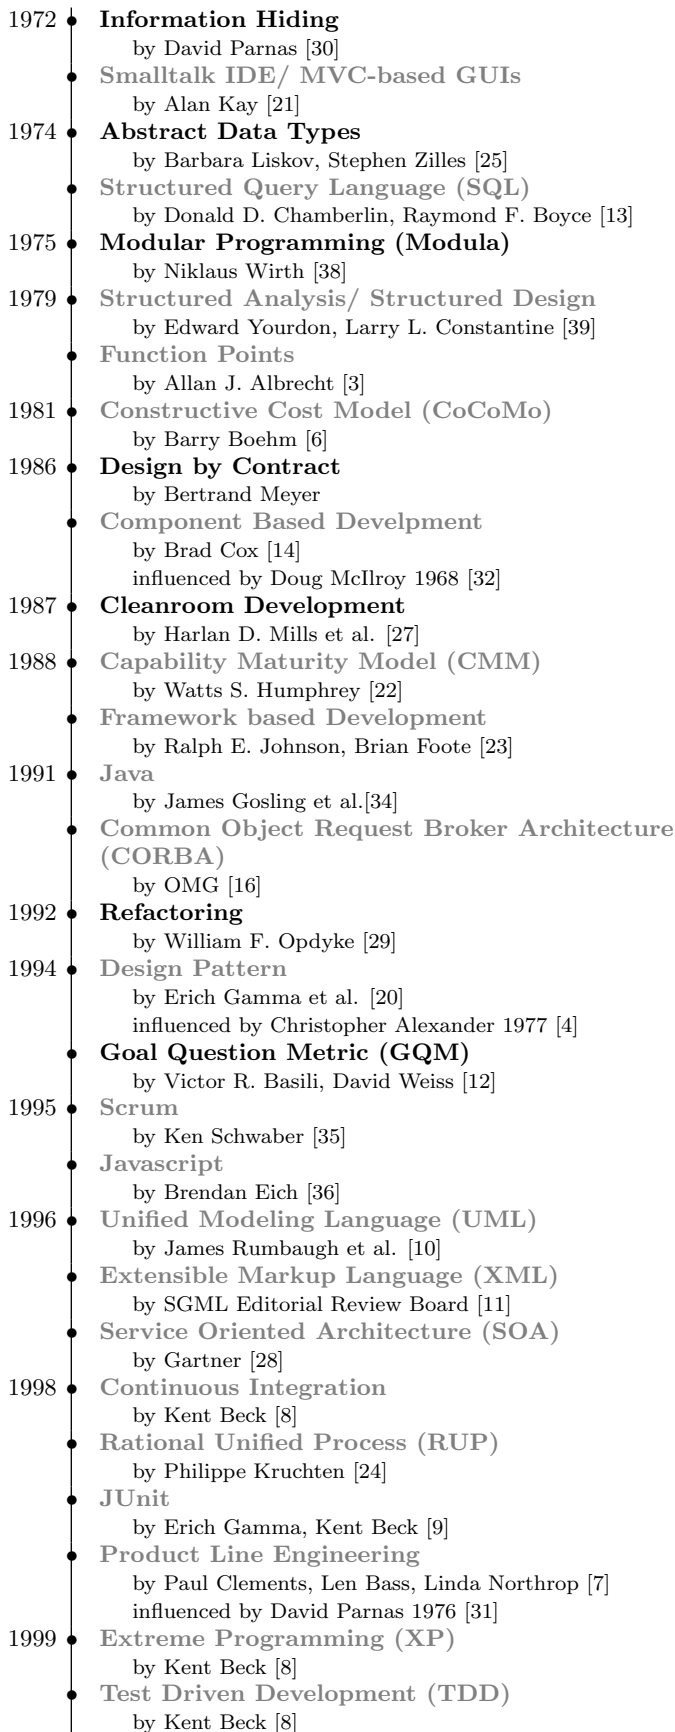 1972 Information Hiding
by David Parnas [30]
Smalltalk IDE/ MVC-based GUIs
by Alan Kay [21]
1974 Abstract Data Types
by Barbara Liskov, Stephen Zilles [25]
Structured Query Language (SQL)
by Donald D. Chamberlin, Raymond F. Boyce [13]
1975 Modular Programming (Modula)
by Niklaus Wirth [38]
1979 Structured Analysis/ Structured Design
by Edward Yourdon, Larry L. Constantine [39]
Function Points
by Allan J. Albrecht [3]
1981 Constructive Cost Model (CoCoMo)
by Barry Boehm [6]
1986 Design by Contract
by Bertrand Meyer
Component Based Develpment
by Brad Cox [14]
influenced by Doug McIlroy 1968 [32]
1987 Cleanroom Development
by Harlan D. Mills et al. [27]
1988 Capability Maturity Model (CMM)
by Watts S. Humphrey [22]
Framework based Development
by Ralph E. Johnson, Brian Foote [23]
1991 Java
by James Gosling et al.[34]
Common Object Request Broker Architecture
(CORBA)
by OMG [16]
1992 Refactoring
by William F. Opdyke [29]
1994 Design Pattern
by Erich Gamma et al. [20]
influenced by Christopher Alexander 1977 [4]
Goal Question Metric (GQM)
by Victor R. Basili, David Weiss [12]
1995 Scrum
by Ken Schwaber [35]
Javascript
by Brendan Eich [36]
1996 Unified Modeling Language (UML)
by James Rumbaugh et al. [10]
Extensible Markup Language (XML)
by SGML Editorial Review Board [11]
Service Oriented Architecture (SOA)
by Gartner [28]
1998 Continuous Integration
by Kent Beck [8]
Rational Unified Process (RUP)
by Philippe Kruchten [24]
JUnit
by Erich Gamma, Kent Beck [9]
Product Line Engineering
by Paul Clements, Len Bass, Linda Northrop [7]
influenced by David Parnas 1976 [31]
1999 Extreme Programming (XP)
by Kent Beck [8]
Test Driven Development (TDD)
by Kent Beck [8]